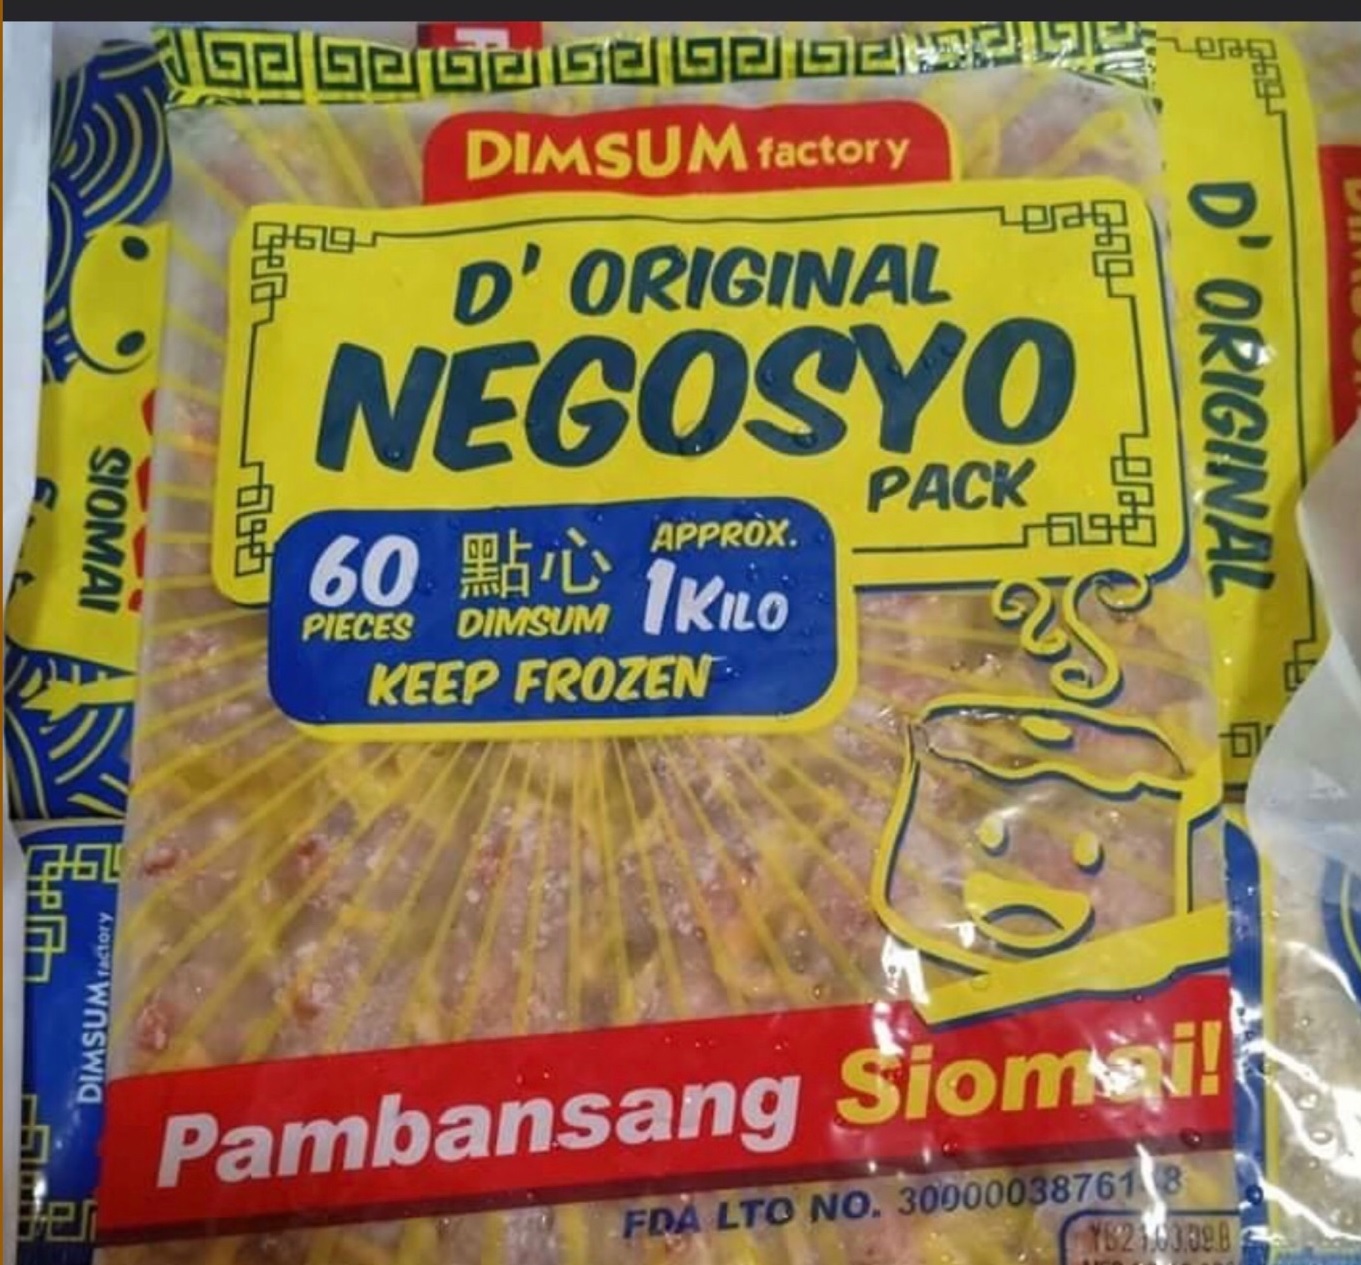 DIMSUM factory
D' ORIGINAL
NEGOSYO
PACK
60
PIECES
點心
DIMSUM
APPROX.
1KILO
KEEP FROZEN
Pambansang Siomai!
FDA LTO NO.
SIOMAI
DIMSUM factory
D' ORIGINAL